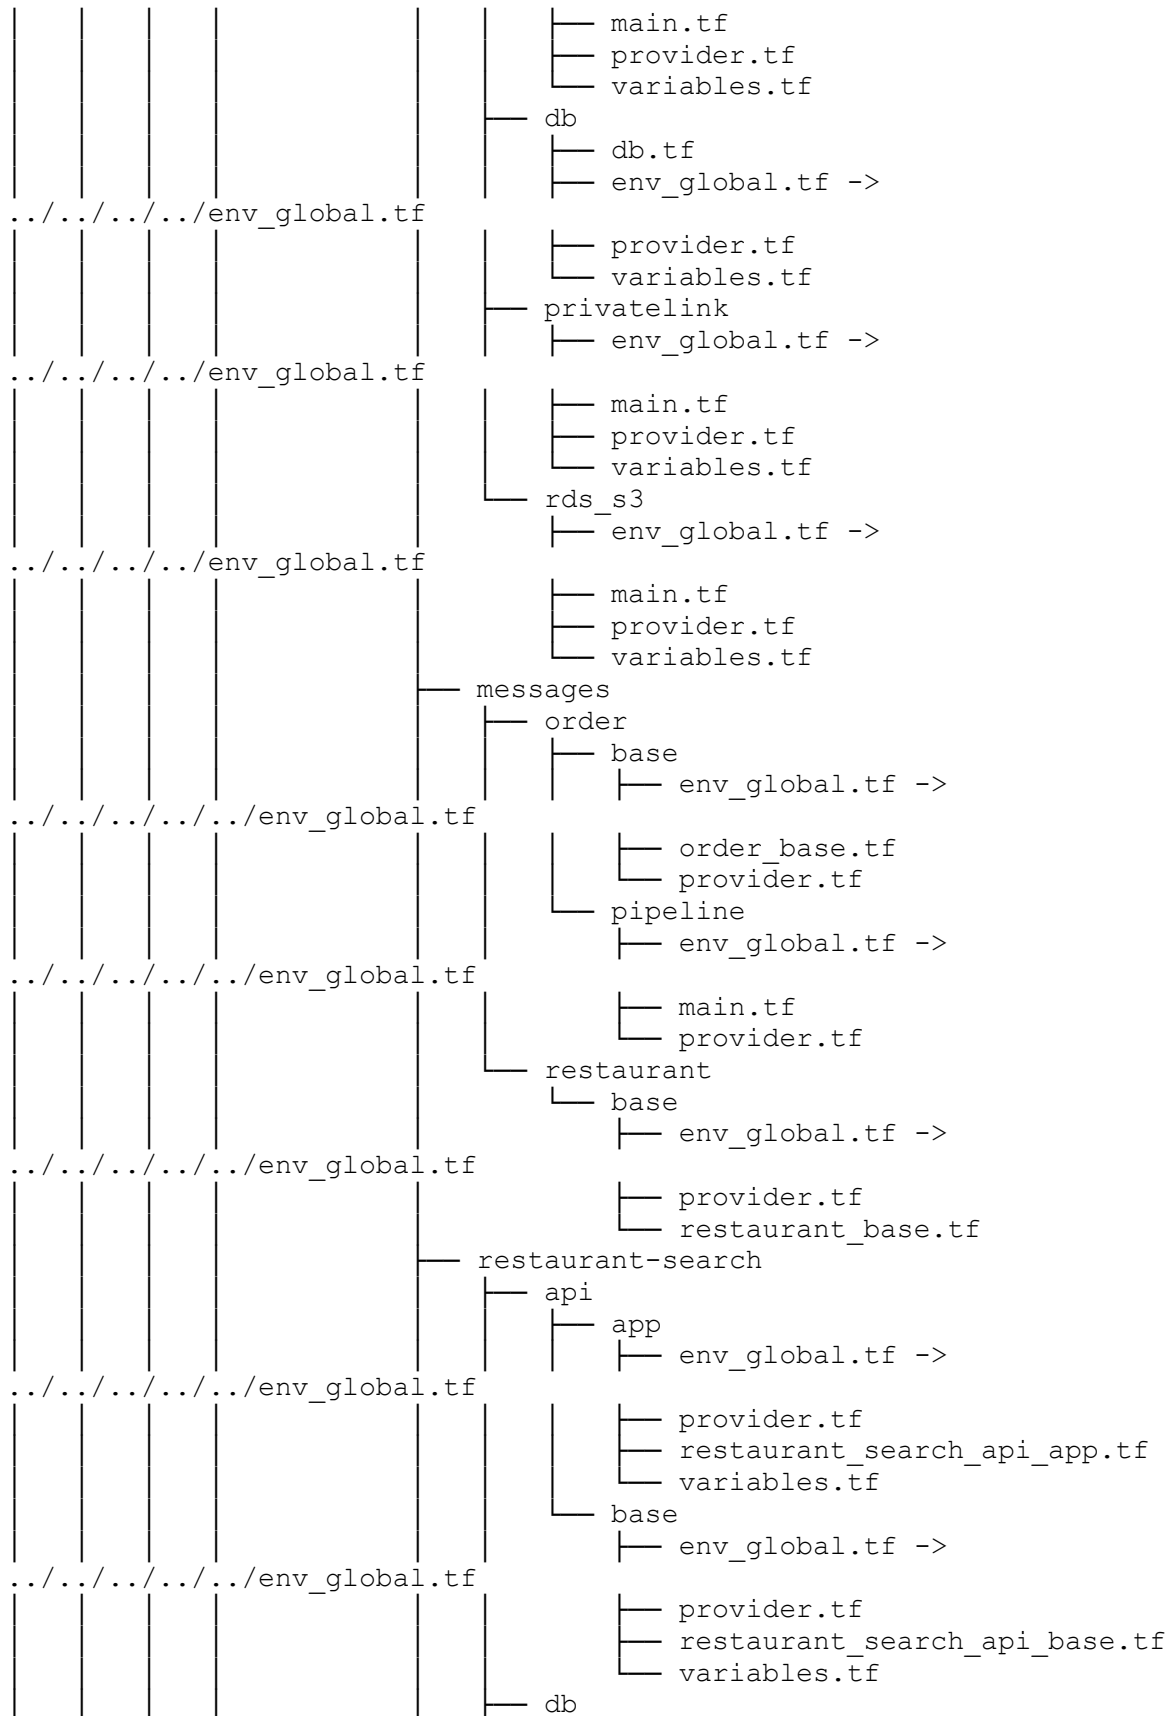 │   │   │   │           │   │   ├── main.tf
│   │   │   │           │   │   ├── provider.tf
│   │   │   │           │   │   └── variables.tf
│   │   │   │           │   ├── db
│   │   │   │           │   │   ├── db.tf
│   │   │   │           │   │   ├── env_global.tf ->
../../../../env_global.tf
│   │   │   │           │   │   ├── provider.tf
│   │   │   │           │   │   └── variables.tf
│   │   │   │           │   ├── privatelink
│   │   │   │           │   │   ├── env_global.tf ->
../../../../env_global.tf
│   │   │   │           │   │   ├── main.tf
│   │   │   │           │   │   ├── provider.tf
│   │   │   │           │   │   └── variables.tf
│   │   │   │           │   └── rds_s3
│   │   │   │           │       ├── env_global.tf ->
../../../../env_global.tf
│   │   │   │           │       ├── main.tf
│   │   │   │           │       ├── provider.tf
│   │   │   │           │       └── variables.tf
│   │   │   │           ├── messages
│   │   │   │           │   ├── order
│   │   │   │           │   │   ├── base
│   │   │   │           │   │   │   ├── env_global.tf ->
../../../../../env_global.tf
│   │   │   │           │   │   │   ├── order_base.tf
│   │   │   │           │   │   │   └── provider.tf
│   │   │   │           │   │   └── pipeline
│   │   │   │           │   │       ├── env_global.tf ->
../../../../../env_global.tf
│   │   │   │           │   │       ├── main.tf
│   │   │   │           │   │       └── provider.tf
│   │   │   │           │   └── restaurant
│   │   │   │           │       └── base
│   │   │   │           │           ├── env_global.tf ->
../../../../../env_global.tf
│   │   │   │           │           ├── provider.tf
│   │   │   │           │           └── restaurant_base.tf
│   │   │   │           ├── restaurant-search
│   │   │   │           │   ├── api
│   │   │   │           │   │   ├── app
│   │   │   │           │   │   │   ├── env_global.tf ->
../../../../../env_global.tf
│   │   │   │           │   │   │   ├── provider.tf
│   │   │   │           │   │   │   ├── restaurant_search_api_app.tf
│   │   │   │           │   │   │   └── variables.tf
│   │   │   │           │   │   └── base
│   │   │   │           │   │       ├── env_global.tf ->
../../../../../env_global.tf
│   │   │   │           │   │       ├── provider.tf
│   │   │   │           │   │       ├── restaurant_search_api_base.tf
│   │   │   │           │   │       └── variables.tf
│   │   │   │           │   ├── db